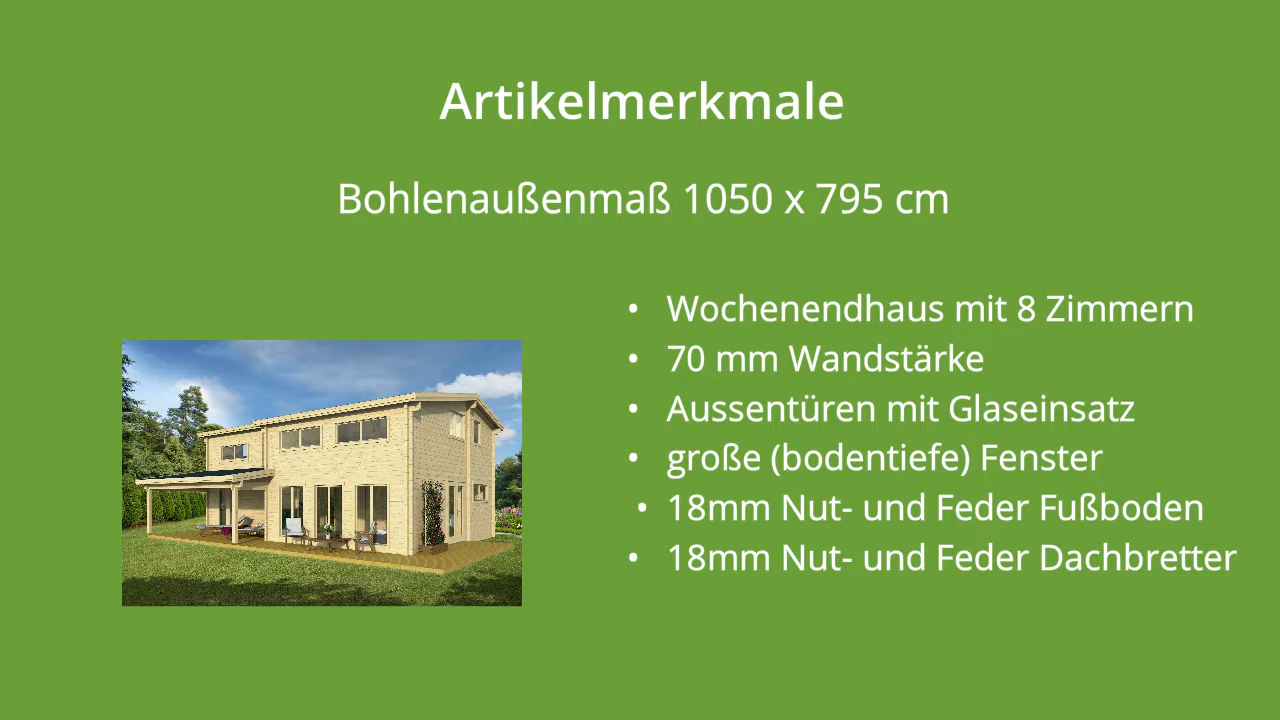 Artikelmerkmale
Bohlenaußenmaß 1050 x 795 cm
• Wochenendhaus mit 8 Zimmern
• 70 mm Wandstärke
• Aussentüren mit Glaseinsatz
• große (bodentiefe) Fenster
• 18mm Nut- und Feder Fußboden
• 18mm Nut- und Feder Dachbretter